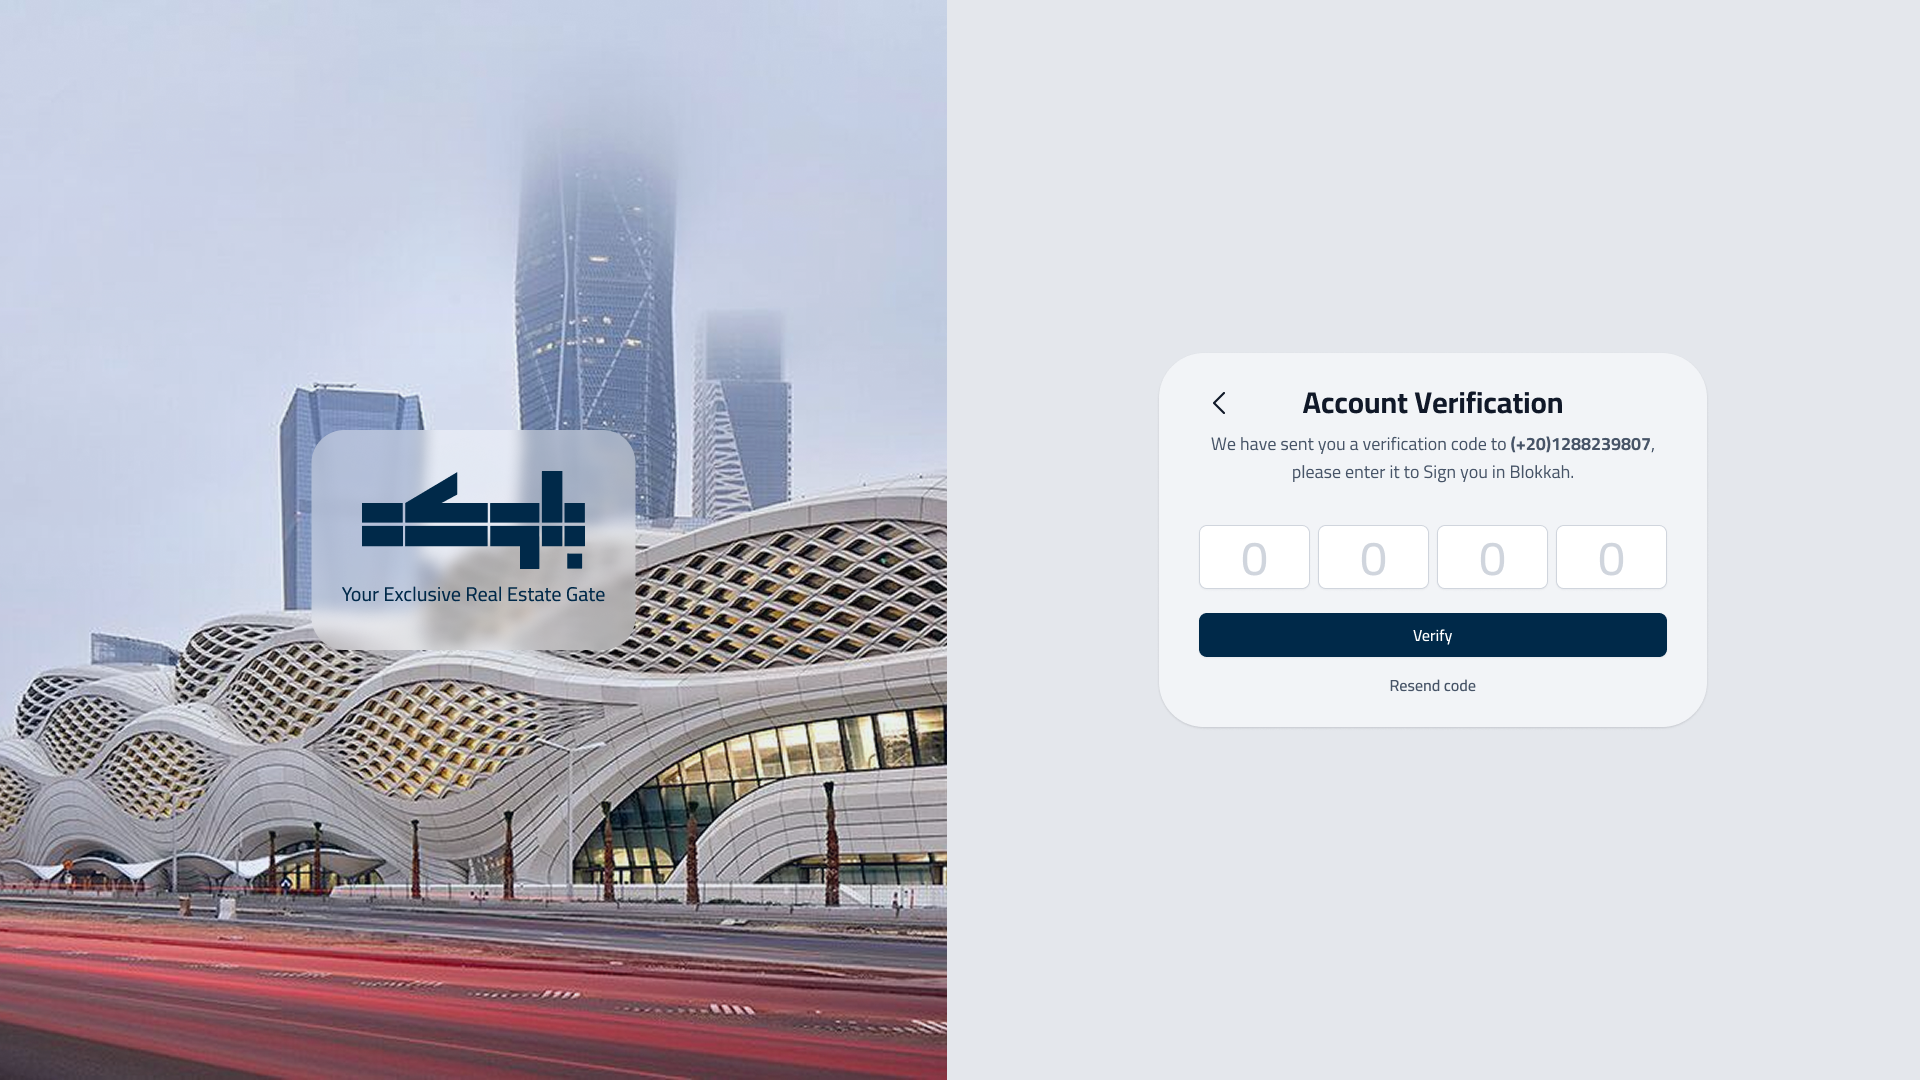 بلوكة
Your Exclusive Real Estate Gate
Account Verification
We have sent you a verification code to (+20)1288239807,
please enter it to Sign you in Blokkah.
0 0 0 0
Verify
Resend code